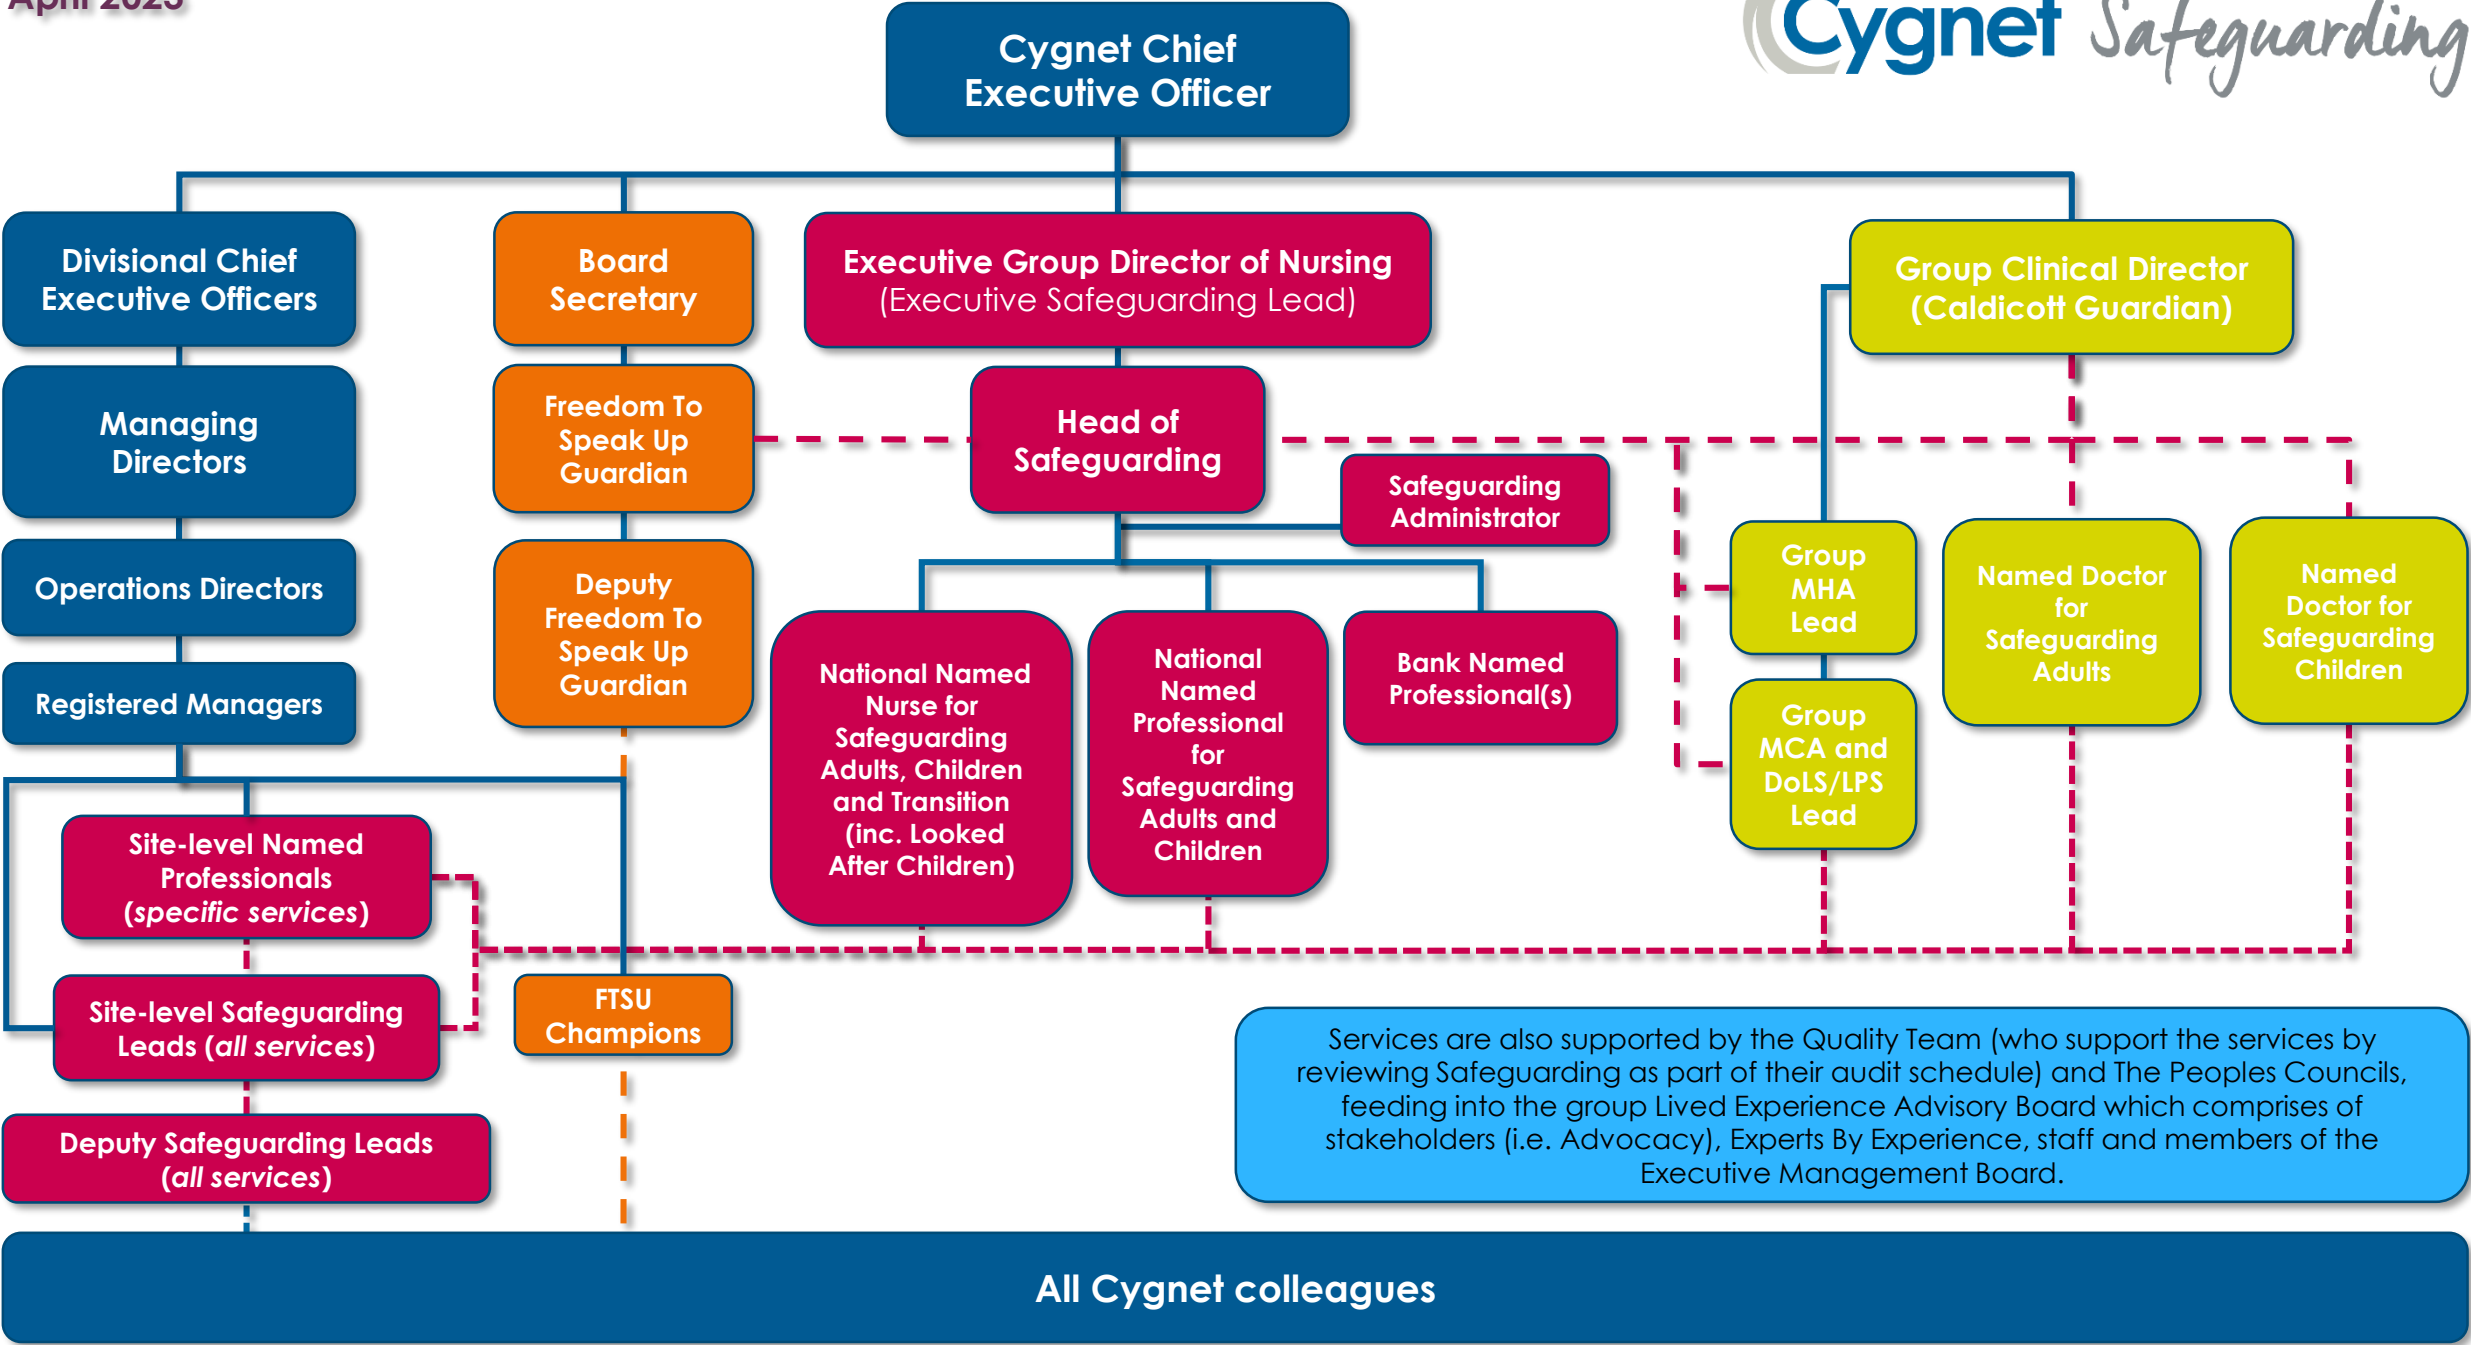 April 2023
Cygnet Safeguarding
Cygnet Chief
Executive Officer
Divisional Chief
Executive Officers
Board
Secretary
Executive Group Director of Nursing
(Executive Safeguarding Lead)
Group Clinical Director
(Caldicott Guardian)
Managing
Directors
Freedom To
Speak Up
Guardian
Head of
Safeguarding
Safeguarding
Administrator
Operations Directors
Deputy
Freedom To
Speak Up
Guardian
Group
MHA
Lead
Named Doctor
for
Safeguarding
Adults
Named
Doctor for
Safeguarding
Children
Registered Managers
National Named
Nurse for
Safeguarding
Adults, Children
and Transition
(inc. Looked
After Children)
National
Named
Professional
for
Safeguarding
Adults and
Children
Bank Named
Professional(s)
Group
MCA and
DoLS/LPS
Lead
Site-level Named
Professionals
(specific services)
Site-level Safeguarding
Leads (all services)
FTSU
Champions
Deputy Safeguarding Leads
(all services)
Services are also supported by the Quality Team (who support the services by
reviewing Safeguarding as part of their audit schedule) and The Peoples Councils,
feeding into the group Lived Experience Advisory Board which comprises of
stakeholders (i.e. Advocacy), Experts By Experience, staff and members of the
Executive Management Board.
All Cygnet colleagues